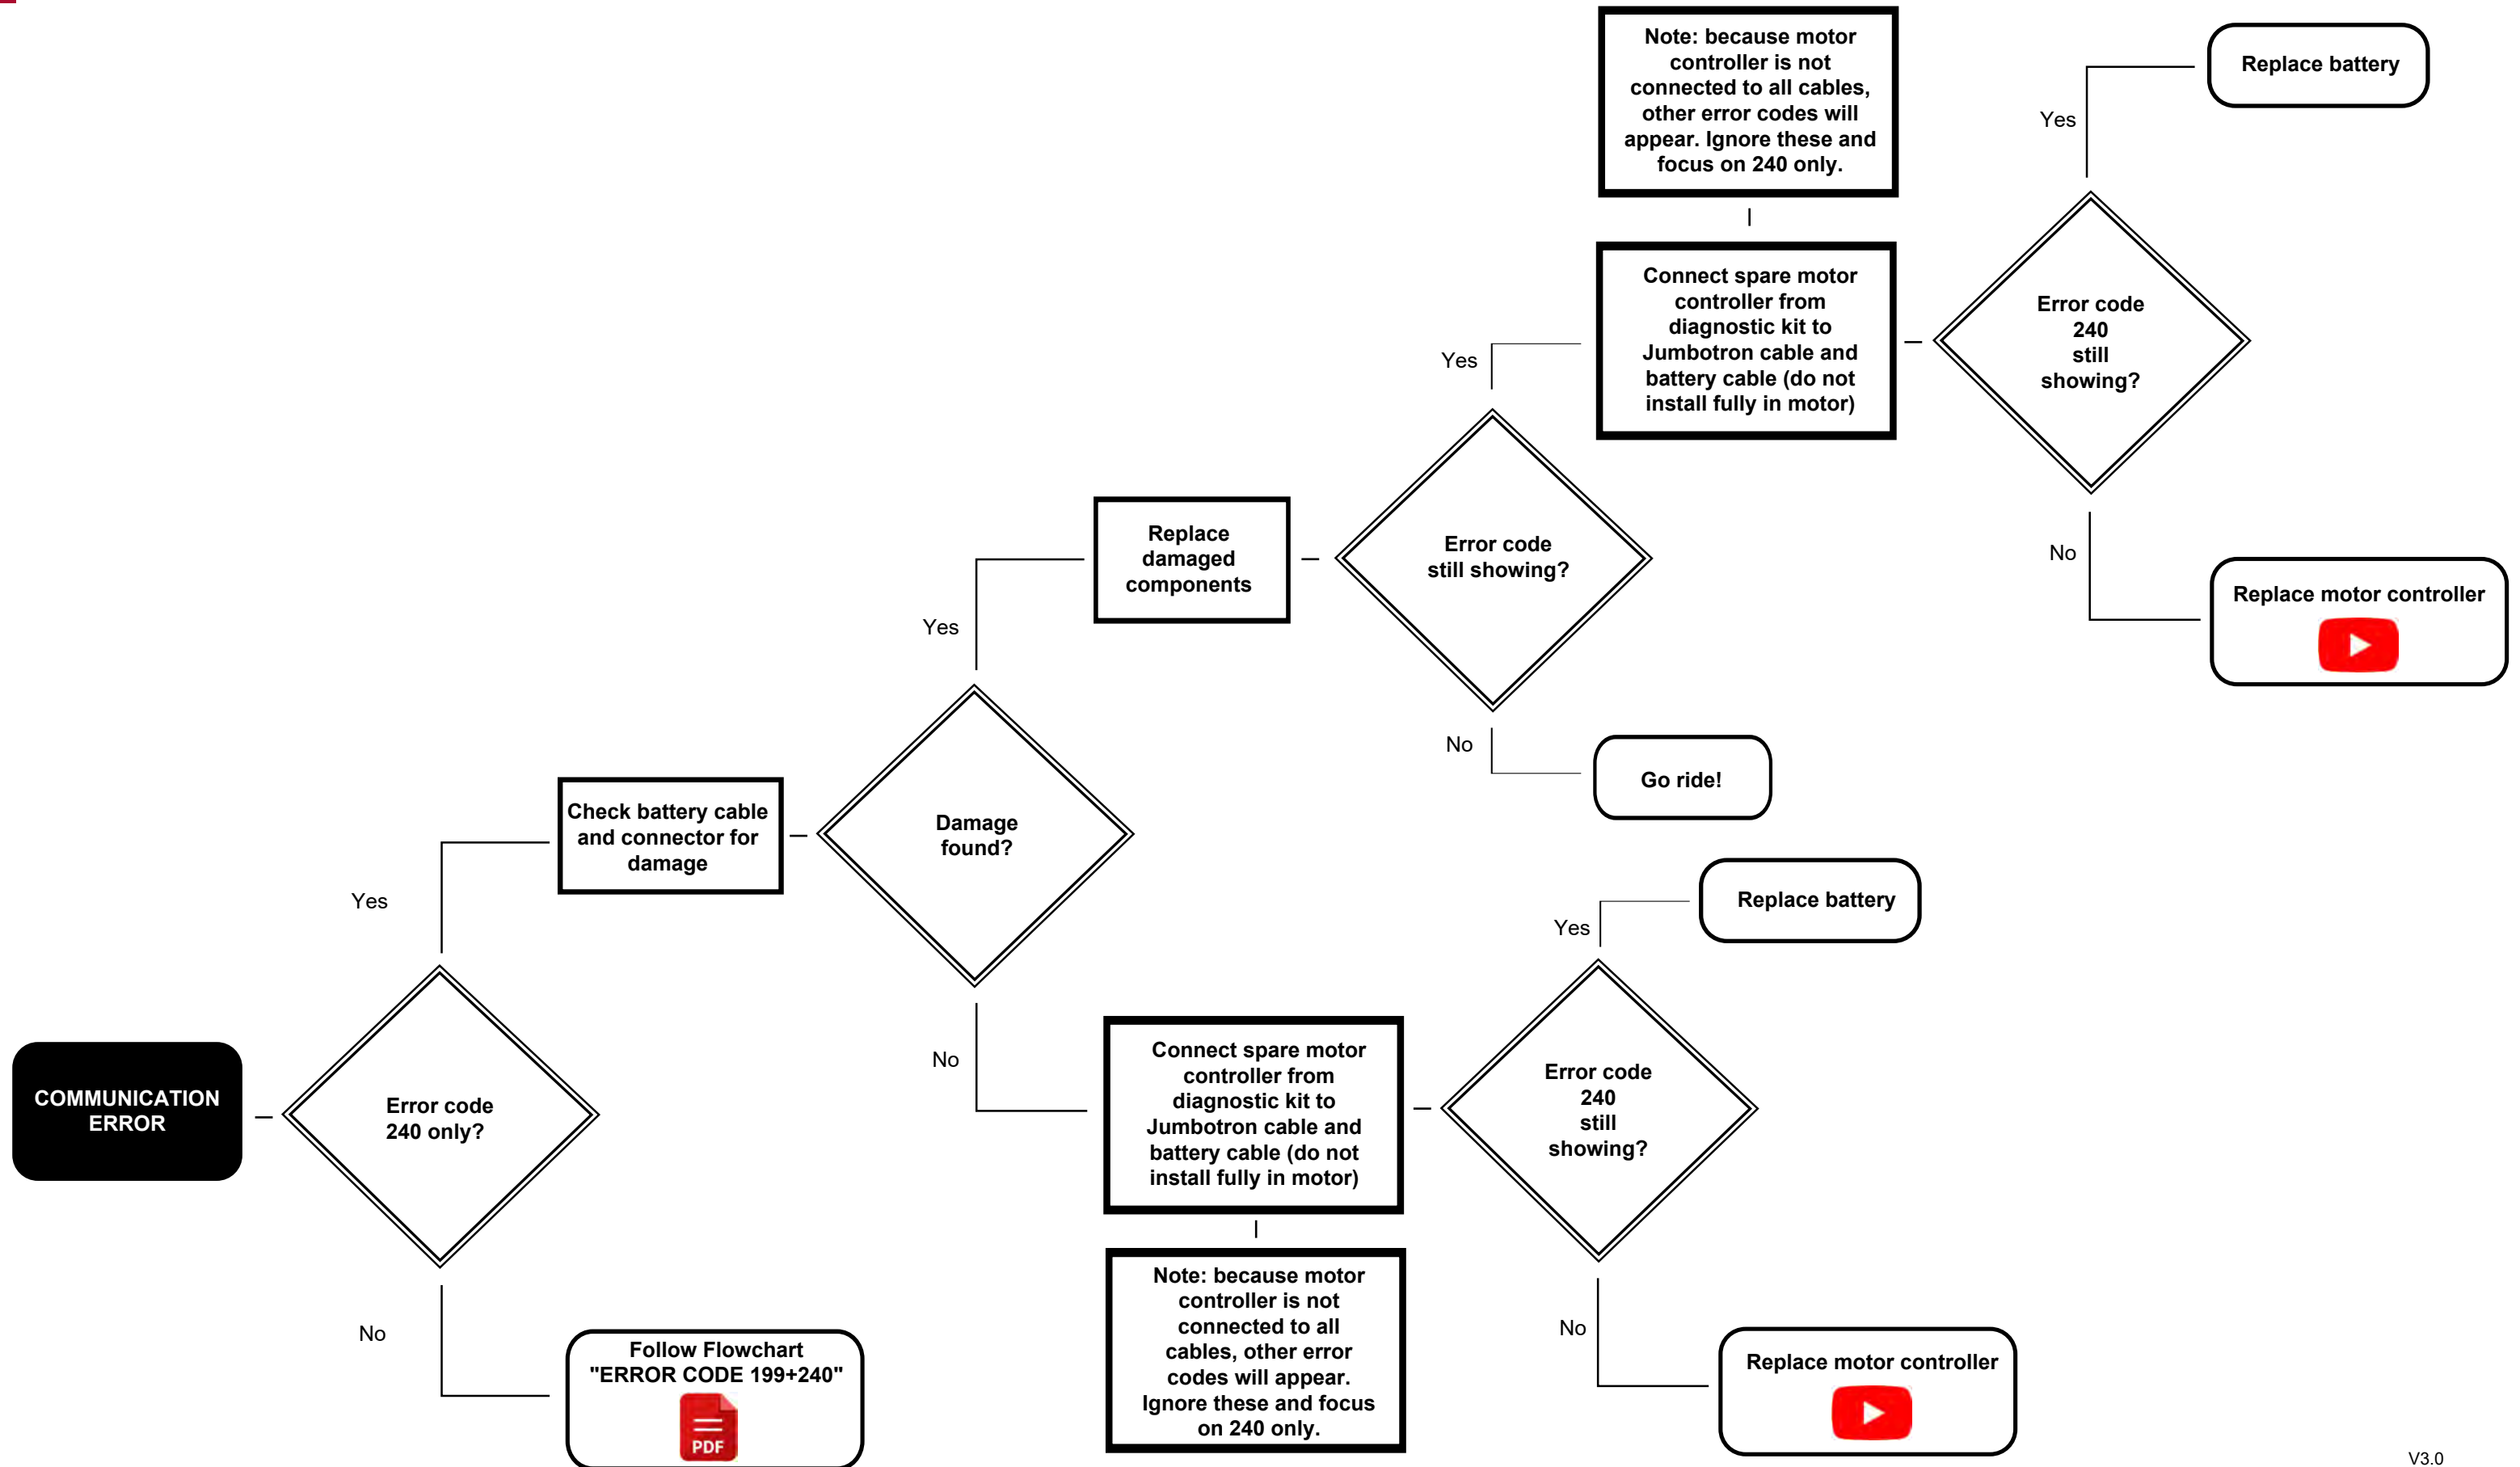 COMMUNICATION
ERROR
Error code
240 only?
Yes
No
Follow Flowchart
"ERROR CODE 199+240"
PDF
Check battery cable
and connector for
damage
Damage
found?
Yes
No
Replace
damaged
components
Error code
still showing?
Yes
No
Go ride!
Note: because motor
controller is not
connected to all cables,
other error codes will
appear. Ignore these and
focus on 240 only.
Connect spare motor
controller from
diagnostic kit to
Jumbotron cable and
battery cable (do not
install fully in motor)
Error code
240
still
showing?
Yes
Replace battery
No
Replace motor controller
Connect spare motor
controller from
diagnostic kit to
Jumbotron cable and
battery cable (do not
install fully in motor)
Note: because motor
controller is not
connected to all
cables, other error
codes will appear.
Ignore these and focus
on 240 only.
Error code
240
still
showing?
Yes
Replace battery
No
Replace motor controller
V3.0